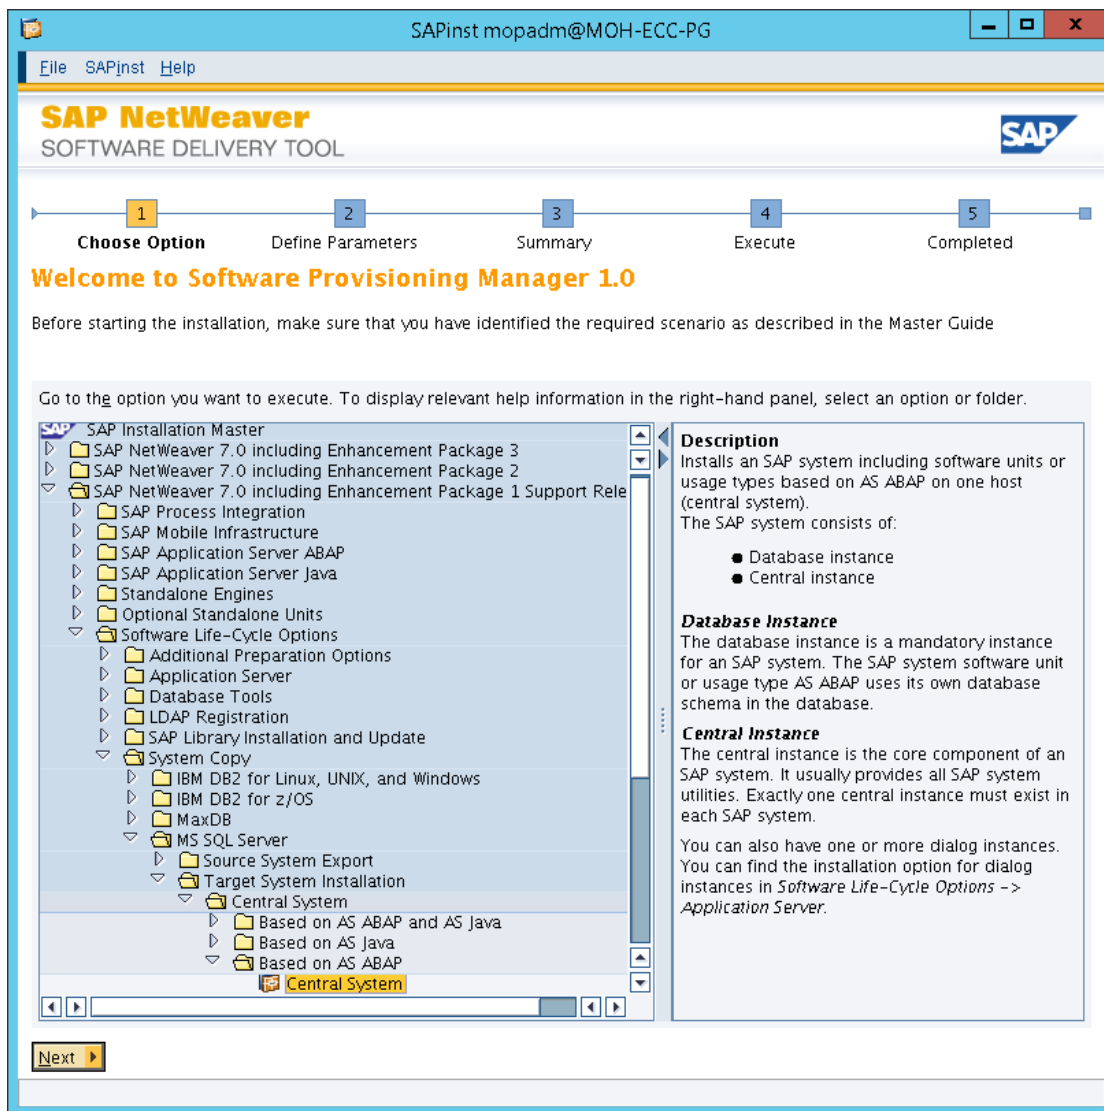 SAPinst mopadm@MOH-ECC-PG
File SAPinst Help
SAP NetWeaver
SOFTWARE DELIVERY TOOL
SAP
1 2 3 4 5
Choose Option Define Parameters Summary Execute Completed
Welcome to Software Provisioning Manager 1.0
Before starting the installation, make sure that you have identified the required scenario as described in the Master Guide
Go to the option you want to execute. To display relevant help information in the right-hand panel, select an option or folder.
SAP SAP Installation Master
SAP NetWeaver 7.0 including Enhancement Package 3
SAP NetWeaver 7.0 including Enhancement Package 2
SAP NetWeaver 7.0 including Enhancement Package 1 Support Rele
SAP Process Integration
SAP Mobile Infrastructure
SAP Application Server ABAP
SAP Application Server Java
Standalone Engines
Optional Standalone Units
Software Life-Cycle Options
Additional Preparation Options
Application Server
Database Tools
LDAP Registration
SAP Library Installation and Update
System Copy
IBM DB2 for Linux, UNIX, and Windows
IBM DB2 for z/OS
MaxDB
MS SQL Server
Source System Export
Target System Installation
Central System
Based on AS ABAP and AS Java
Based on AS Java
Based on AS ABAP
Central System
Description
Installs an SAP system including software units or
usage types based on AS ABAP on one host
(central system).
The SAP system consists of:
● Database instance
● Central instance
Database Instance
The database instance is a mandatory instance
for an SAP system. The SAP system software unit
or usage type AS ABAP uses its own database
schema in the database.
Central Instance
The central instance is the core component of an
SAP system. It usually provides all SAP system
utilities. Exactly one central instance must exist in
each SAP system.
You can also have one or more dialog instances.
You can find the installation option for dialog
instances in Software Life-Cycle Options ->
Application Server.
Next